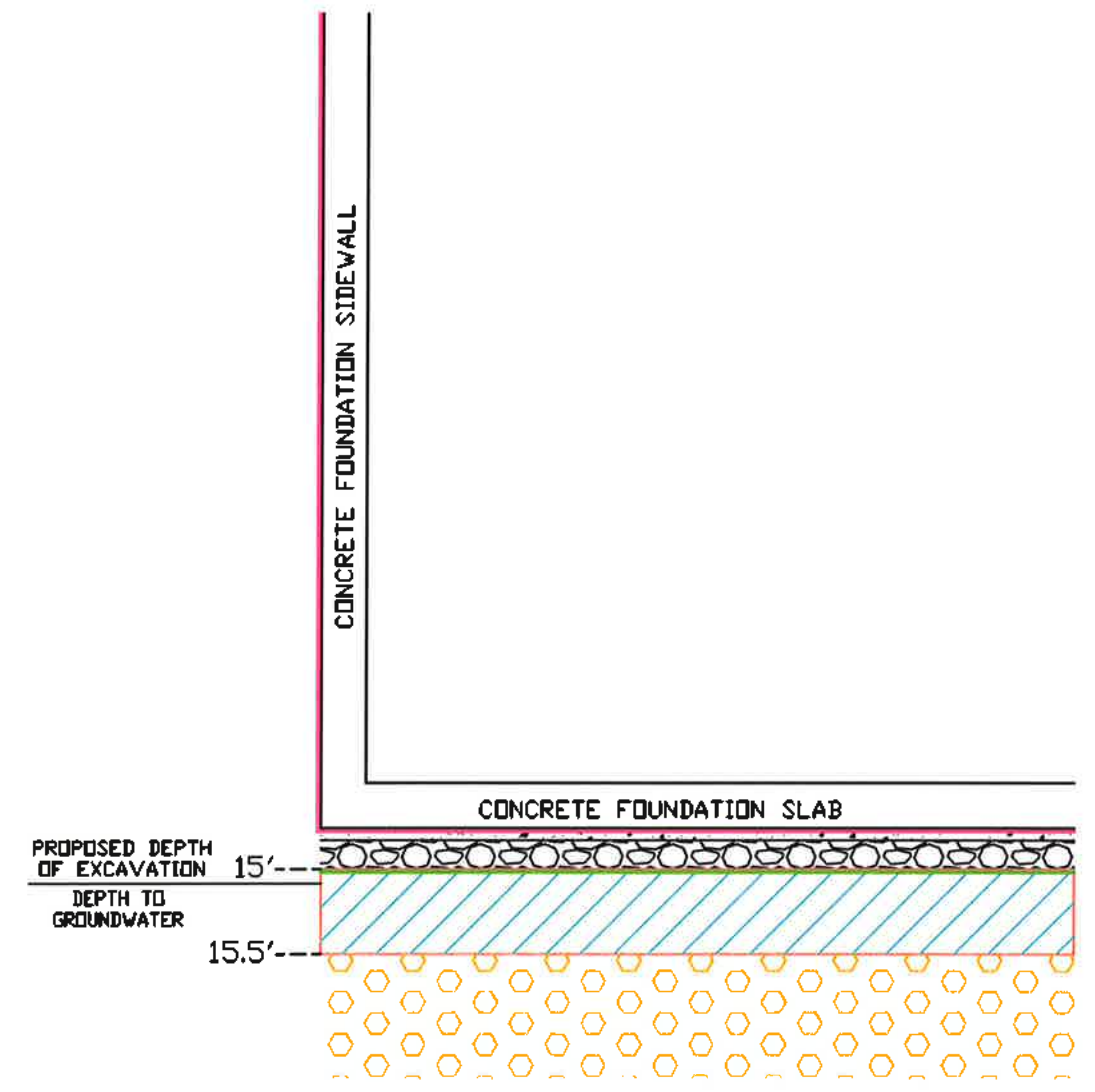 CONCRETE FOUNDATION SIDEWALL
CONCRETE FOUNDATION SLAB
PROPOSED DEPTH
OF EXCAVATION 15'
DEPTH TO
GROUNDWATER
15.5'